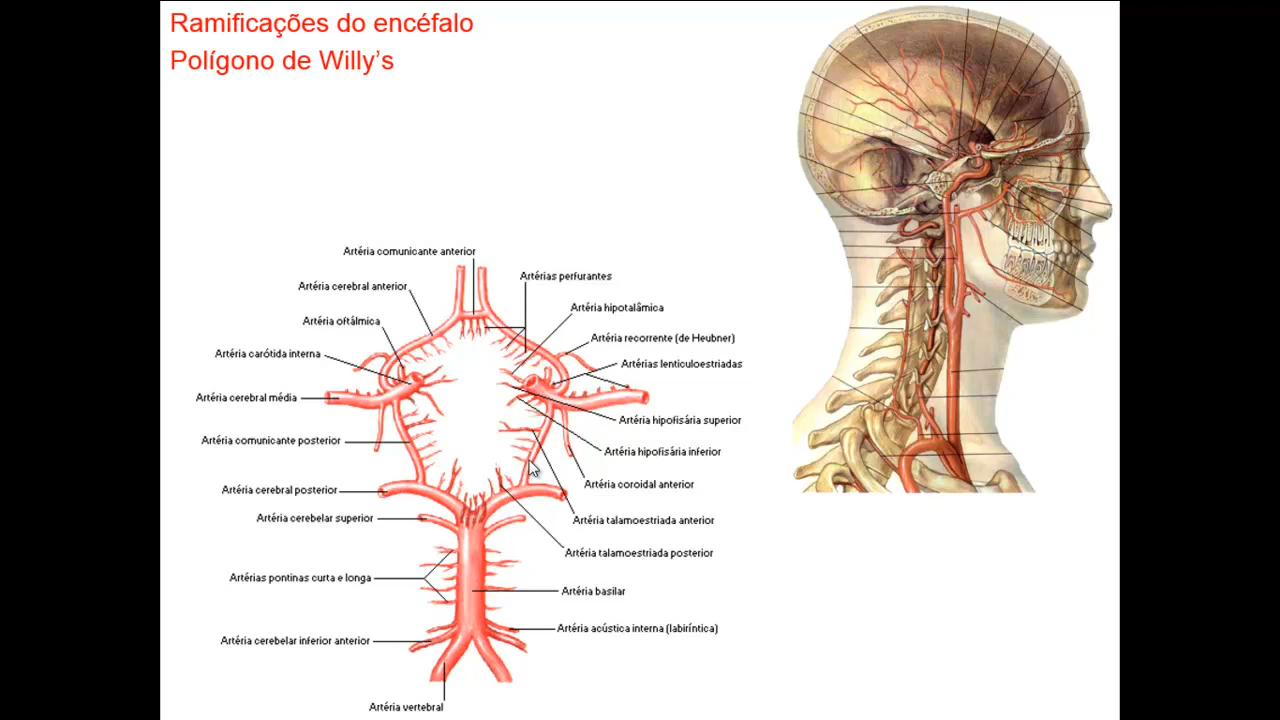 Ramificações do encéfalo
Polígono de Willy's
Artéria comunicante anterior
Artérias perfurantes
Artéria cerebral anterior
Artéria hipotalâmica
Artéria oftálmica
Artéria recorrente (de Heubner)
Artéria carótida interna
Artérias lenticuloestriadas
Artéria cerebral média
Artéria hipofisária superior
Artéria comunicante posterior
Artéria hipofisária inferior
Artéria coroidal anterior
Artéria cerebral posterior
Artéria cerebelar superior
Artéria talamoestriada anterior
Artéria talamoestriada posterior
Artérias pontinas curta e longa
Artéria basilar
Artéria acústica interna (labiríntica)
Artéria cerebelar inferior anterior
Artéria vertebral